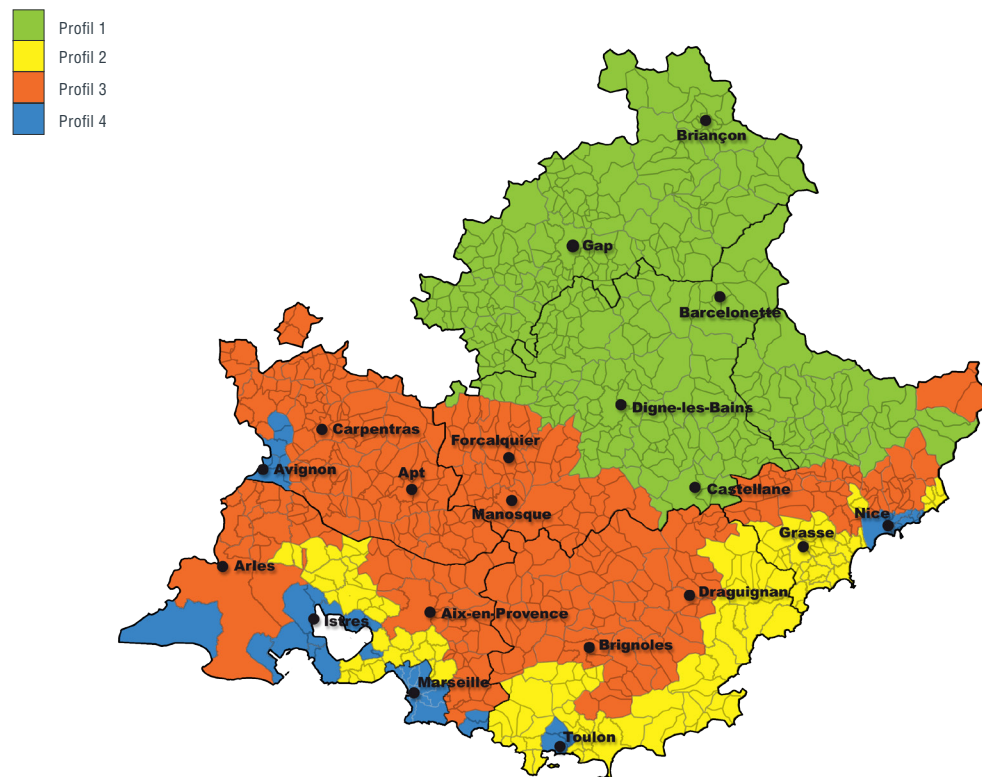 Profil 1
Profil 2
Profil 3
Profil 4
Briançon
Gap
Barcelonette
Digne-les-Bains
Carpentras
Forcalquier
Avignon
Apt
Castellane
Manosque
Nice
Grasse
Arles
Draguignan
Istres
Aix-en-Provence
Brignoles
Marseille
Toulon